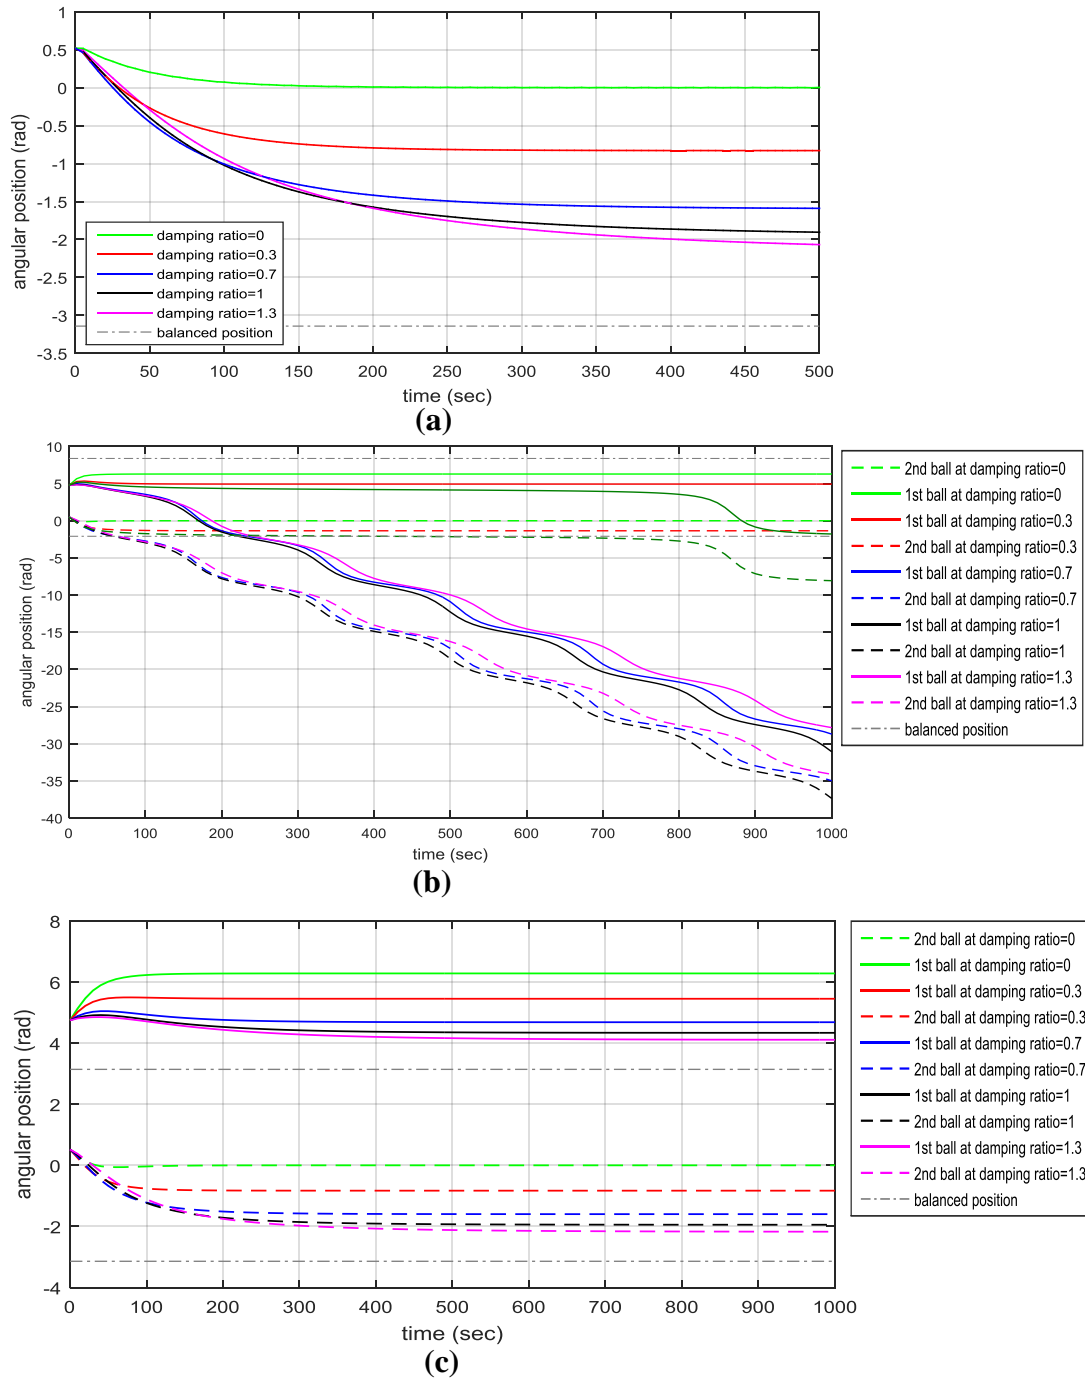 1
0.5
0
-0.5
-1
-1.5
-2
-2.5
-3
-3.5
angular position (rad)
damping ratio=0
damping ratio=0.3
damping ratio=0.7
damping ratio=1
damping ratio=1.3
balanced position
0 50 100 150 200 250 300 350 400 450 500
time (sec)
(a)
10
5
0
-5
-10
-15
-20
-25
-30
-35
-40
angular position (rad)
0 100 200 300 400 500 600 700 800 900 1000
time (sec)
2nd ball at damping ratio=0
1st ball at damping ratio=0
1st ball at damping ratio=0.3
2nd ball at damping ratio=0.3
1st ball at damping ratio=0.7
2nd ball at damping ratio=0.7
1st ball at damping ratio=1
2nd ball at damping ratio=1
1st ball at damping ratio=1.3
2nd ball at damping ratio=1.3
balanced position
(b)
8
6
4
2
0
-2
-4
angular position (rad)
0 100 200 300 400 500 600 700 800 900 1000
time (sec)
2nd ball at damping ratio=0
1st ball at damping ratio=0
1st ball at damping ratio=0.3
2nd ball at damping ratio=0.3
1st ball at damping ratio=0.7
2nd ball at damping ratio=0.7
1st ball at damping ratio=1
2nd ball at damping ratio=1
1st ball at damping ratio=1.3
2nd ball at damping ratio=1.3
balanced position
(c)